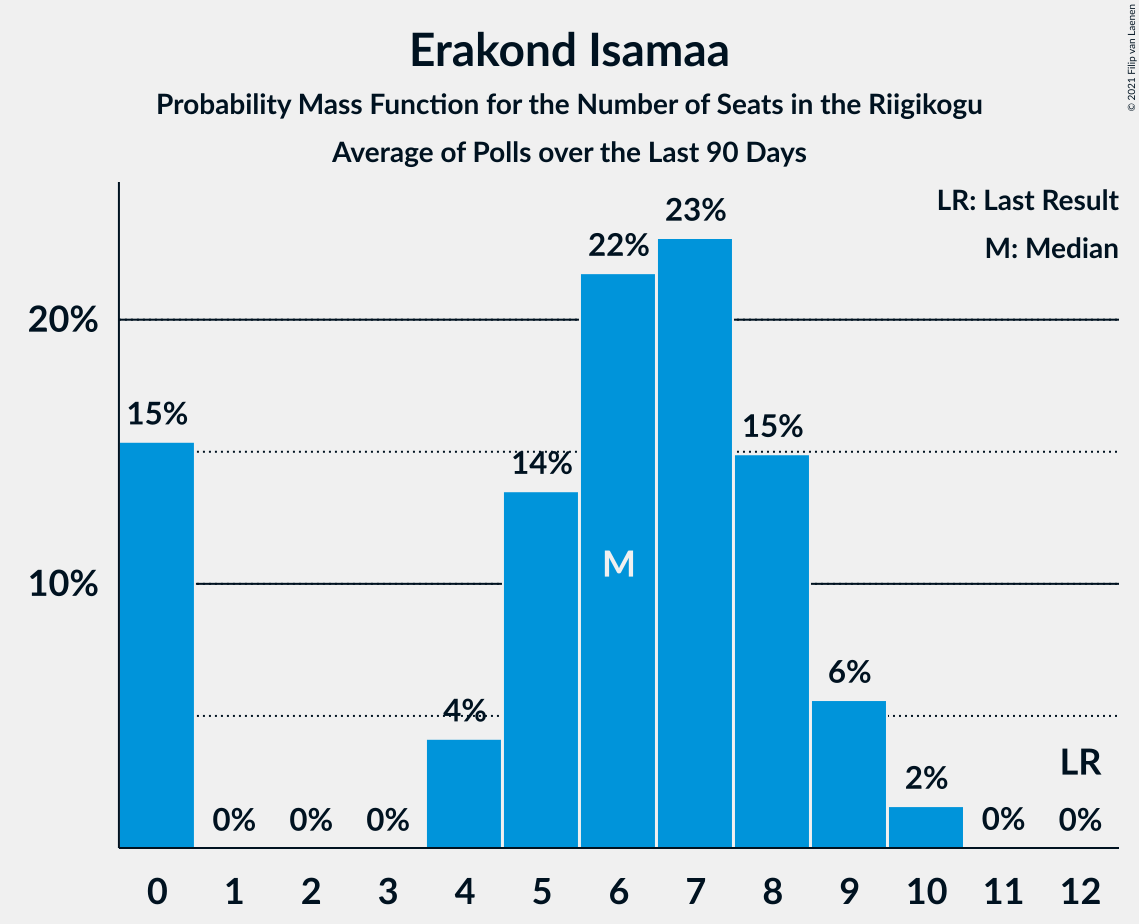 Erakond Isamaa
Probability Mass Function for the Number of Seats in the Riigikogu
Average of Polls over the Last 90 Days
© 2021 Filip van Laenen
LR: Last Result
M: Median
20%
10%
15%
0%
0%
0%
4%
14%
22%
23%
15%
6%
2%
0%
0%
M
LR
0 1 2 3 4 5 6 7 8 9 10 11 12